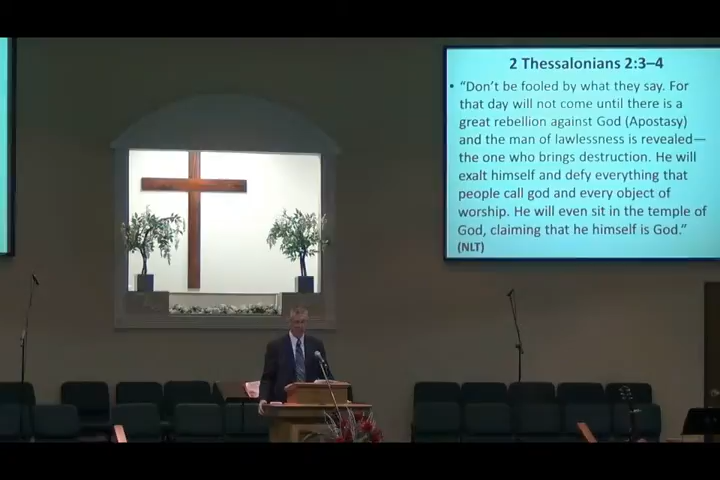 2 Thessalonians 2:3–4
• “Don’t be fooled by what they say. For
that day will not come until there is a
great rebellion against God (Apostasy)
and the man of lawlessness is revealed—
the one who brings destruction. He will
exalt himself and defy everything that
people call god and every object of
worship. He will even sit in the temple of
God, claiming that he himself is God.”
(NLT)